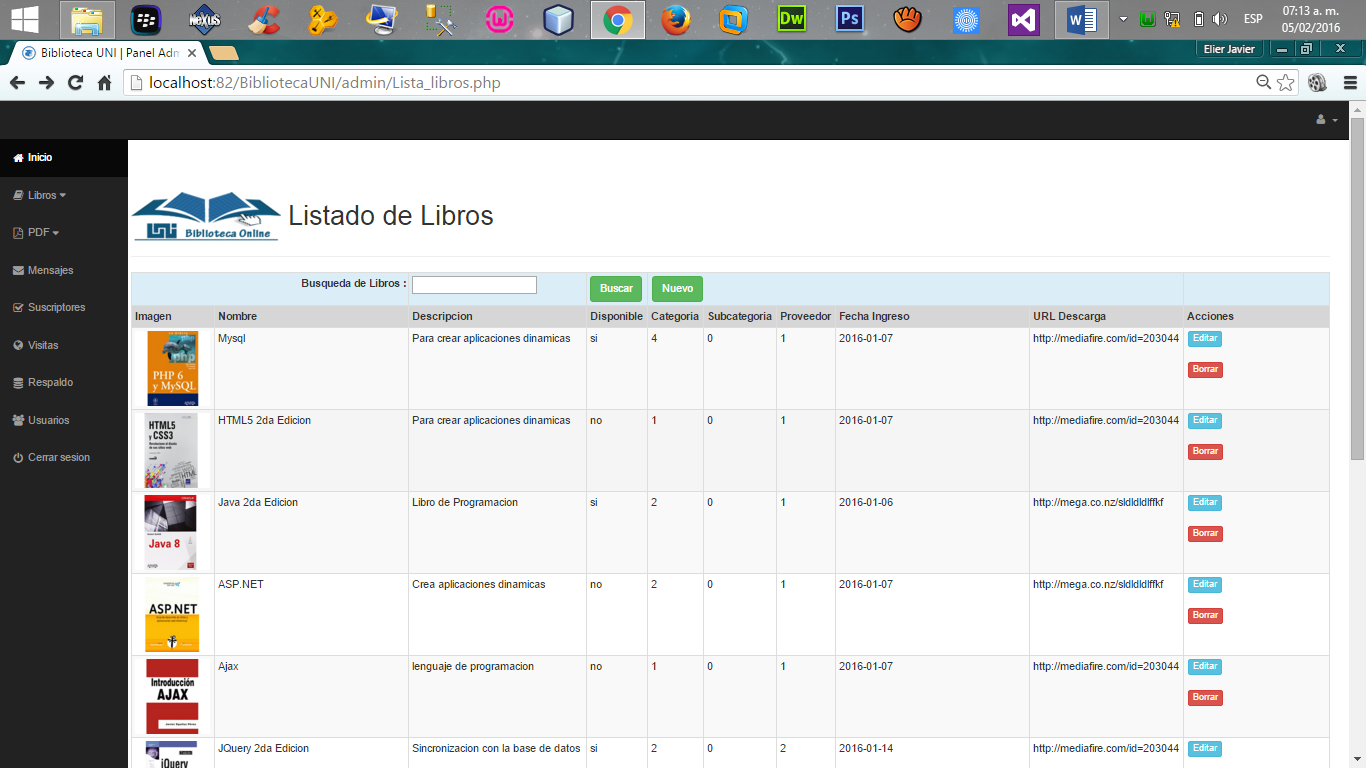 NeXus
Dw
Ps
W
ESP
07:13 a. m.
05/02/2016
Biblioteca UNI | Panel Adm
Elier Javier
localhost:82/BibliotecaUNI/admin/Lista_libros.php
Inicio
Libros
PDF
Mensajes
Suscriptores
Visitas
Respaldo
Usuarios
Cerrar sesion
UNI Biblioteca Online
Listado de Libros
Busqueda de Libros : Buscar Nuevo
Imagen Nombre Descripcion Disponible Categoria Subcategoria Proveedor Fecha Ingreso URL Descarga Acciones
PHP 6 y MySQL
Mysql Para crear aplicaciones dinamicas si 4 0 1 2016-01-07 http://mediafire.com/id=203044 Editar
Borrar
HTML5 y CSS3
HTML5 2da Edicion Para crear aplicaciones dinamicas no 1 0 1 2016-01-07 http://mediafire.com/id=203044 Editar
Borrar
Java 8
Java 2da Edicion Libro de Programacion si 2 0 1 2016-01-06 http://mega.co.nz/sldldldlffkf Editar
Borrar
ASP.NET
ASP.NET Crea aplicaciones dinamicas no 2 0 1 2016-01-07 http://mega.co.nz/sldldldlffkf Editar
Borrar
Introducción AJAX
Ajax lenguaje de programacion no 1 0 1 2016-01-07 http://mediafire.com/id=203044 Editar
Borrar
jQuery
JQuery 2da Edicion Sincronizacion con la base de datos si 2 0 2 2016-01-14 http://mediafire.com/id=203044 Editar